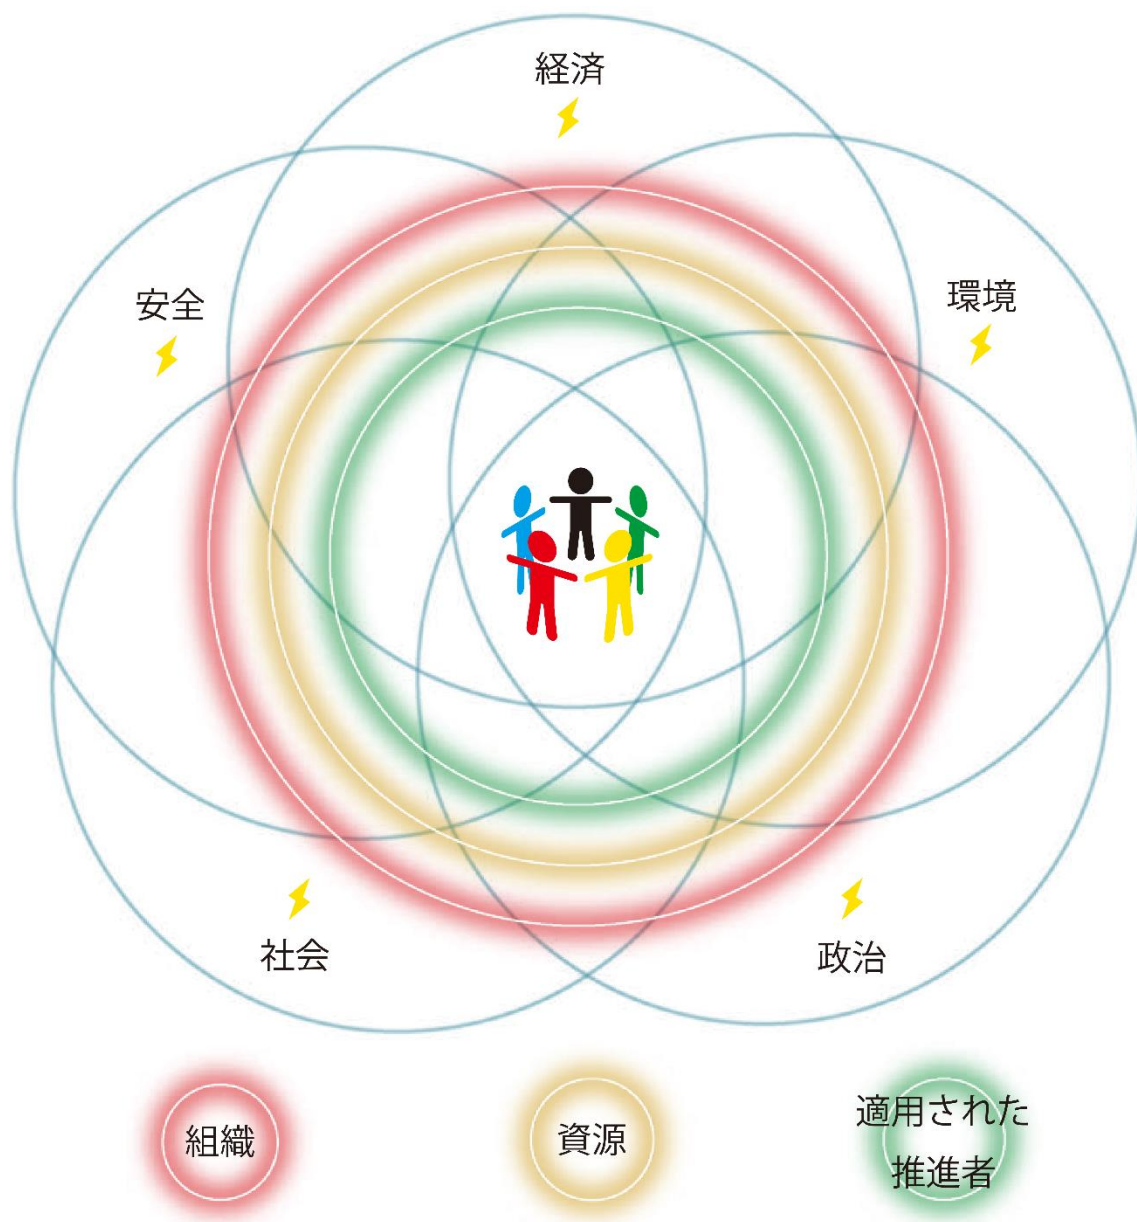 経済
安全
環境
社会
政治
組織
資源
適用された
推進者